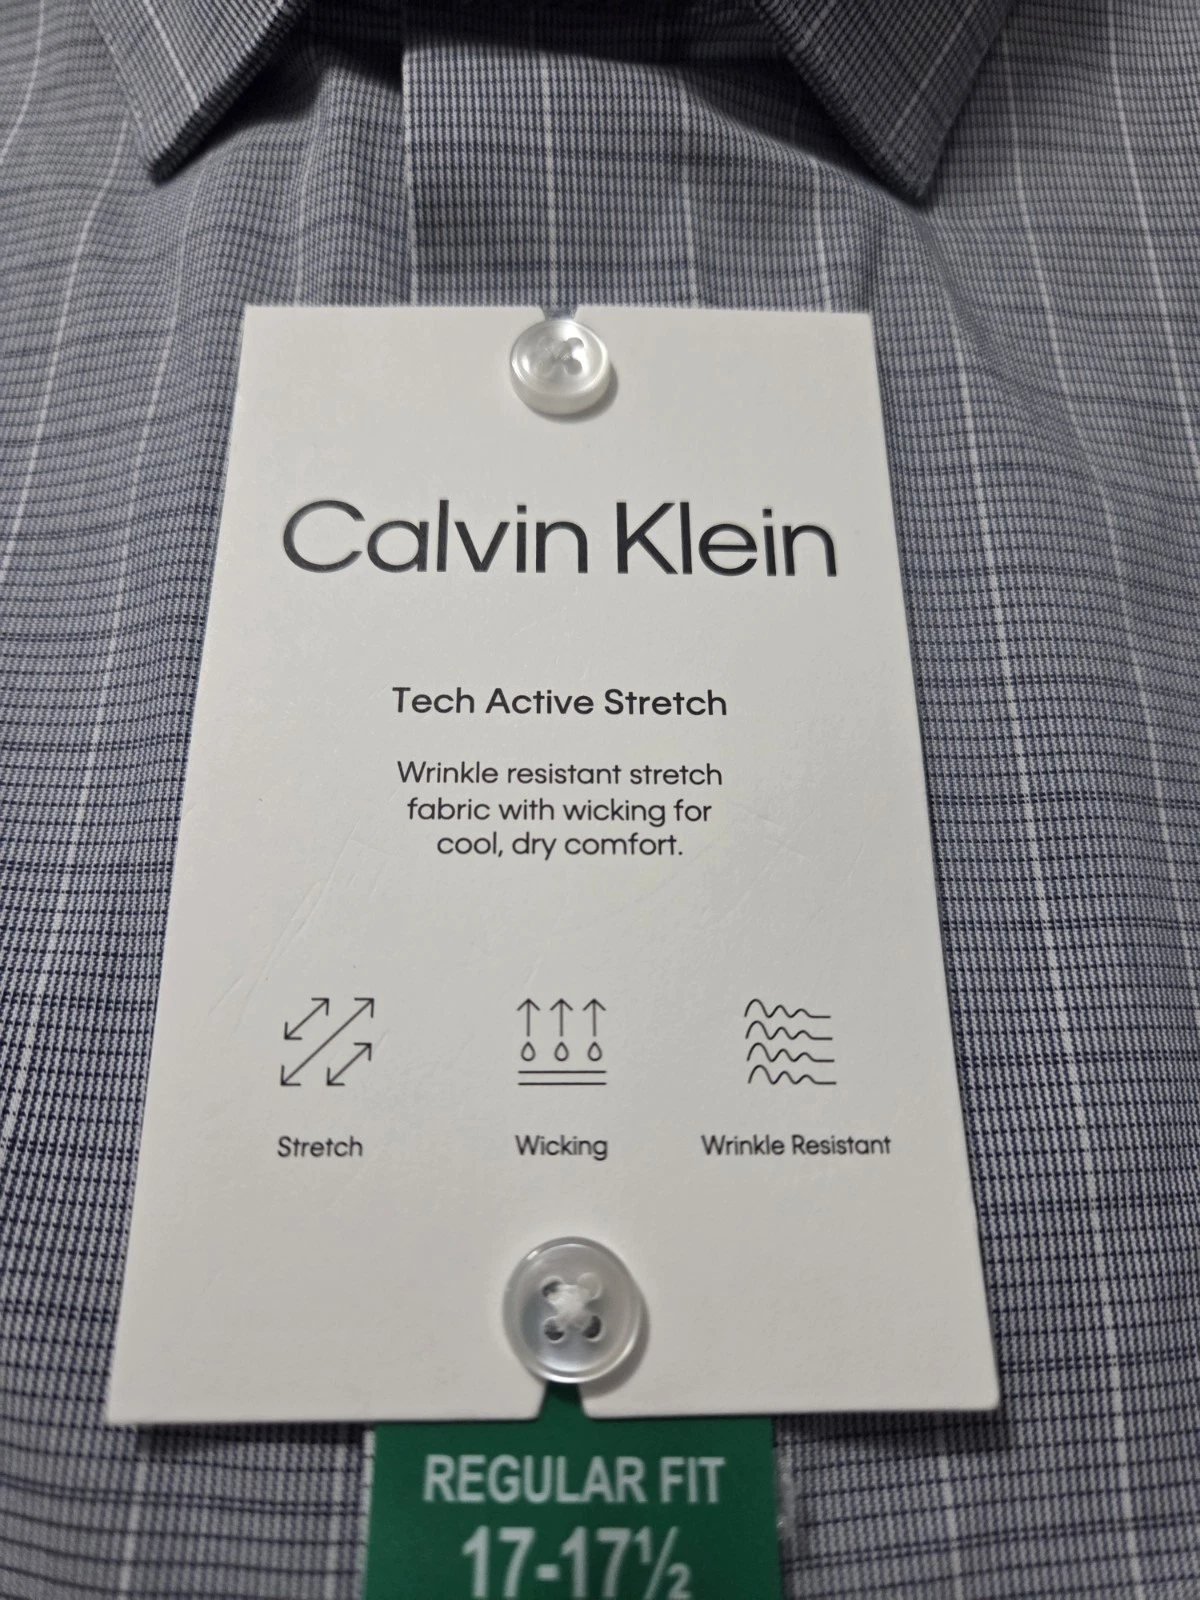 Calvin Klein
Tech Active Stretch
Wrinkle resistant stretch
fabric with wicking for
cool, dry comfort.
Stretch Wicking Wrinkle Resistant
REGULAR FIT
17-17½